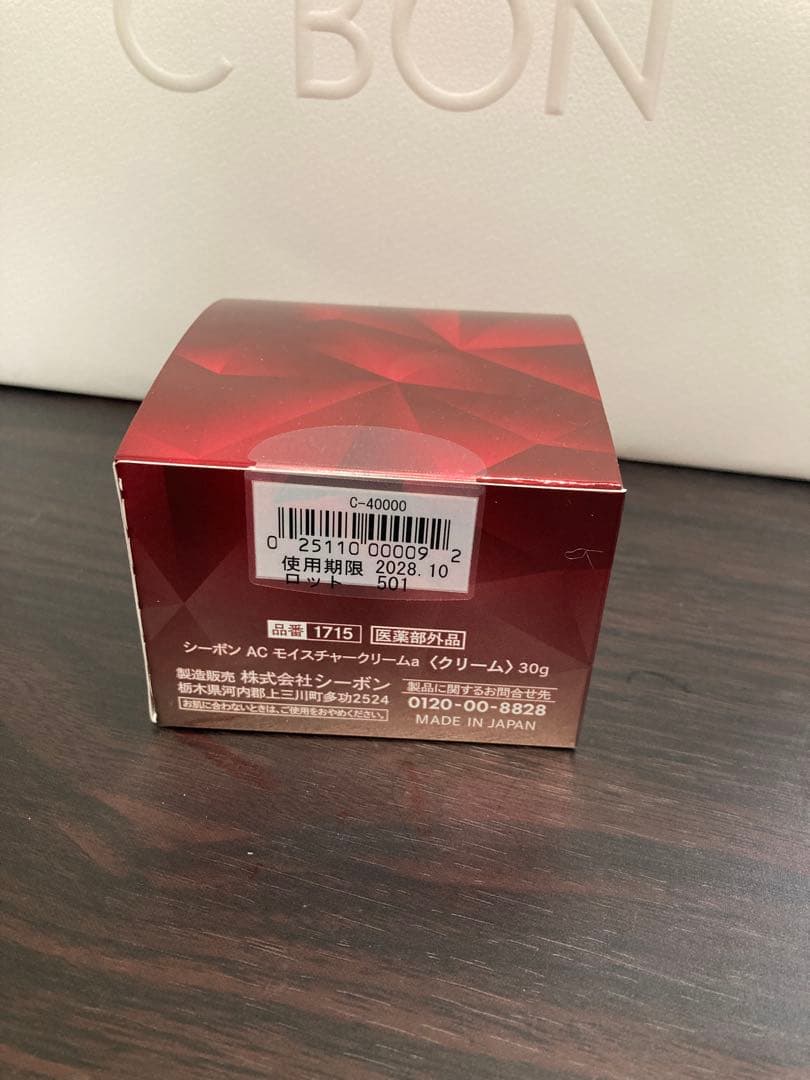 C'BON
C-40000
0 25110 00009 2
使用期限 2028.10
ロット 501
品番 1715 医薬部外品
シーボン AC モイスチャークリームa 〈クリーム〉 30g
製造販売 株式会社シーボン
栃木県河内郡上三川町多功2524
お肌に合わないときは、ご使用をおやめください。
製品に関するお問合せ先
0120-00-8828
MADE IN JAPAN